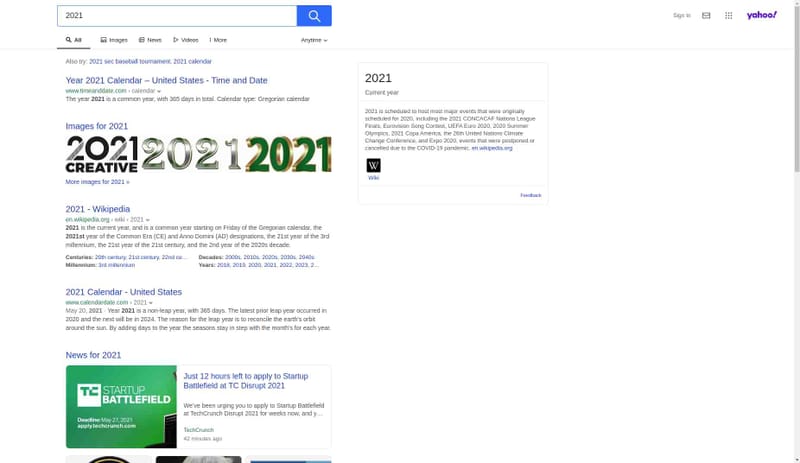 2021
Sign In
yahoo!
All
Images
News
Videos
More
Anytime
Also try: 2021 sec baseball tournament, 2021 calendar
Year 2021 Calendar – United States - Time and Date
www.timeanddate.com › calendar
The year 2021 is a common year, with 365 days in total. Calendar type: Gregorian calendar
Images for 2021
2021
CREATIVE
2021
2021
More images for 2021 »
2021 - Wikipedia
en.wikipedia.org › wiki › 2021
2021 is the current year, and is a common year starting on Friday of the Gregorian calendar, the
2021st year of the Common Era (CE) and Anno Domini (AD) designations, the 21st year of the 3rd
millennium, the 21st year of the 21st century, and the 2nd year of the 2020s decade.
Centuries: 20th century, 21st century, 22nd ce...
Decades: 2000s, 2010s, 2020s, 2030s, 2040s
Millennium: 3rd millennium
Years: 2018, 2019, 2020, 2021, 2022, 2023, 2...
2021 Calendar - United States
www.calendardate.com › 2021
May 20, 2021 · Year 2021 is a non-leap year, with 365 days. The latest prior leap year occurred in
2020 and the next will be in 2024. The reason for the leap year is to reconcile the earth's orbit
around the sun. By adding days to the year the seasons stay in step with the month's for each year.
News for 2021
TC STARTUP
BATTLEFIELD
Deadline: May 27, 2021
apply.techcrunch.com
Just 12 hours left to apply to Startup
Battlefield at TC Disrupt 2021
We've been urging you to apply to Startup Battlefield
at TechCrunch Disrupt 2021 for weeks now, and y...
TechCrunch
42 minutes ago
2021
Current year
2021 is scheduled to host most major events that were originally
scheduled for 2020, including the 2021 CONCACAF Nations League
Finals, Eurovision Song Contest, UEFA Euro 2020, 2020 Summer
Olympics, 2021 Copa América, the 26th United Nations Climate
Change Conference, and Expo 2020, events that were postponed or
cancelled due to the COVID-19 pandemic. en.wikipedia.org
W
Wiki
Feedback